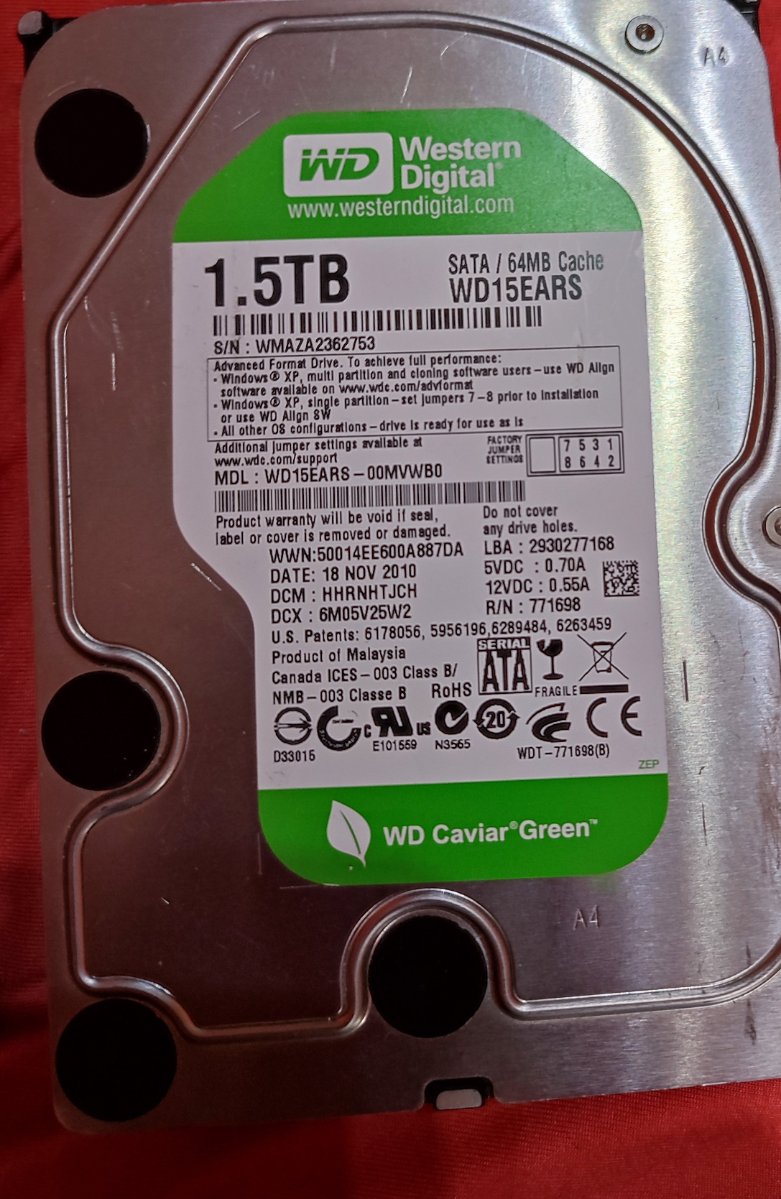 A4
WD Western Digital®
www.westerndigital.com
1.5TB
SATA / 64MB Cache
WD15EARS
S/N : WMAZA2362753
Advanced Format Drive. To achieve full performance:
- Windows® XP, multi partition and cloning software users - use WD Align
software available on www.wdc.com/advformat
- Windows® XP, single partition - set jumpers 7-8 prior to installation
or use WD Align SW
- All other OS configurations - drive is ready for use as is
Additional jumper settings available at
www.wdc.com/support
FACTORY
JUMPER
SETTINGS
7 5 3 1
8 6 4 2
MDL : WD15EARS-00MVWB0
Product warranty will be void if seal,
label or cover is removed or damaged.
Do not cover
any drive holes.
WWN:50014EE600A887DA
DATE: 18 NOV 2010
DCM : HHRNHTJCH
DCX : 6M05V25W2
LBA : 2930277168
5VDC : 0.70A
12VDC : 0.55A
R/N : 771698
U.S. Patents: 6178056, 5956196,6289484, 6263459
Product of Malaysia
Canada ICES-003 Class B/
NMB-003 Classe B
RoHS
SERIAL
ATA
FRAGILE
D33015
c UR US
E101559
N3565
20
CE
WDT-771698(B)
ZEP
WD Caviar®Green™
A4